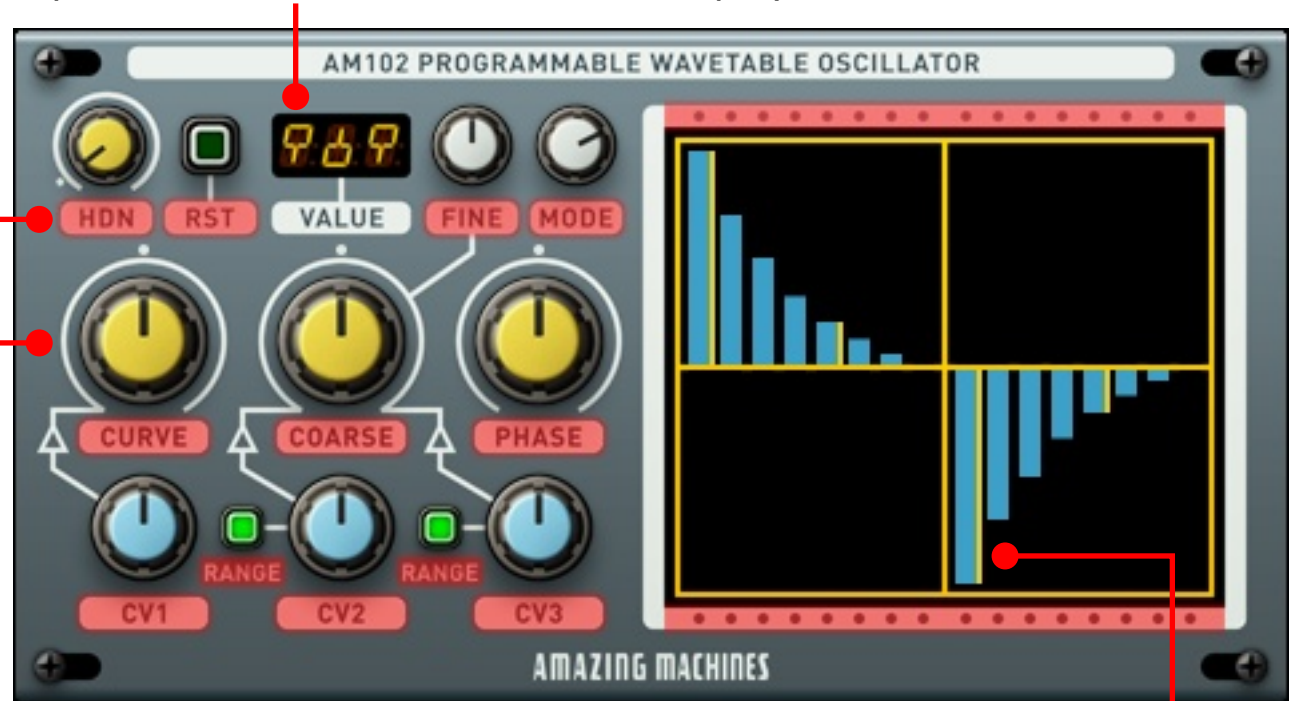 AM102 PROGRAMMABLE WAVETABLE OSCILLATOR
HDN RST VALUE FINE MODE
CURVE COARSE PHASE
RANGE RANGE
CV1 CV2 CV3
AMAZING MACHINES